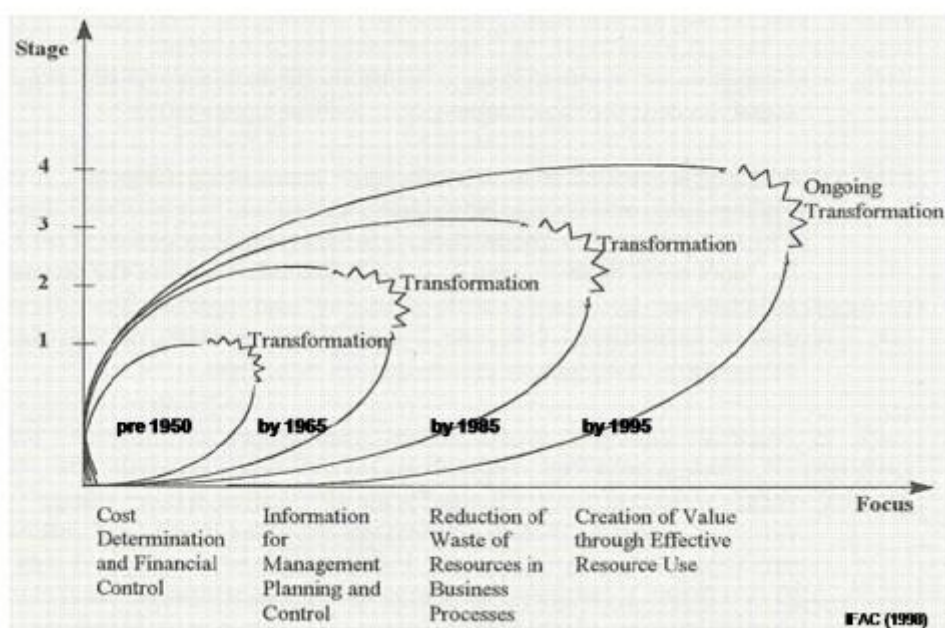 Stage
4
Ongoing
Transformation
3
Transformation
2
Transformation
1
Transformation
pre 1950
by 1965
by 1985
by 1995
Focus
Cost
Determination
and Financial
Control
Information
for
Management
Planning and
Control
Reduction of
Waste of
Resources in
Business
Processes
Creation of Value
through Effective
Resource Use
IFAC (1998)